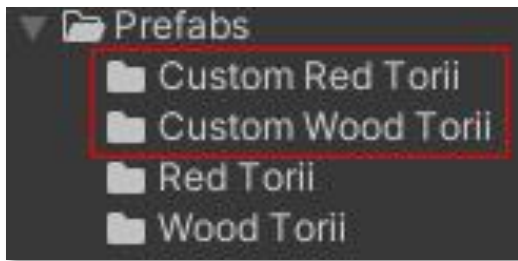 Prefabs
Custom Red Torii
Custom Wood Torii
Red Torii
Wood Torii